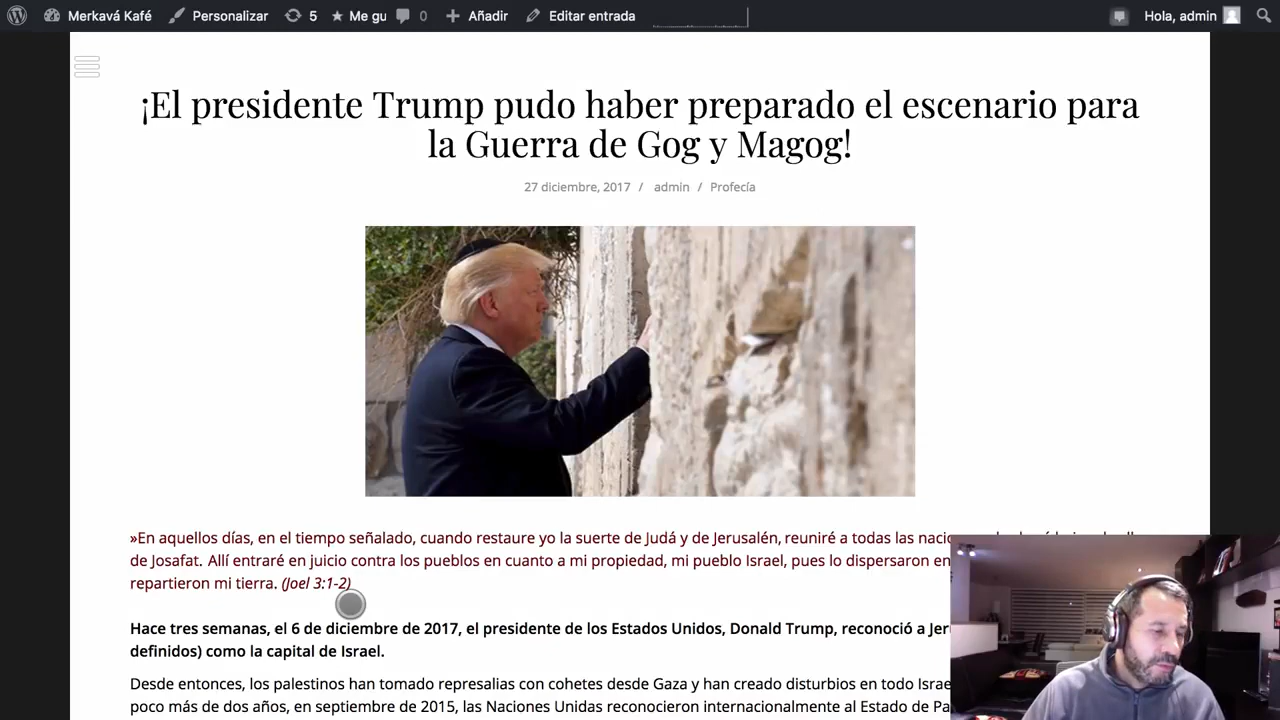 Merkavá Kafé Personalizar 5 Me gu 0 Añadir Editar entrada Hola, admin
¡El presidente Trump pudo haber preparado el escenario para
la Guerra de Gog y Magog!
27 diciembre, 2017 / admin / Profecía
»En aquellos días, en el tiempo señalado, cuando restaure yo la suerte de Judá y de Jerusalén, reuniré a todas las
de Josafat. Allí entraré en juicio contra los pueblos en cuanto a mi propiedad, mi pueblo Israel, pues lo dispersaron en
repartieron mi tierra. (Joel 3:1-2)
Hace tres semanas, el 6 de diciembre de 2017, el presidente de los Estados Unidos, Donald Trump, reconoció a
definidos) como la capital de Israel.
Desde entonces, los palestinos han tomado represalias con cohetes desde Gaza y han creado disturbios en todo
poco más de dos años, en septiembre de 2015, las Naciones Unidas reconocieron internacionalmente al Estado de